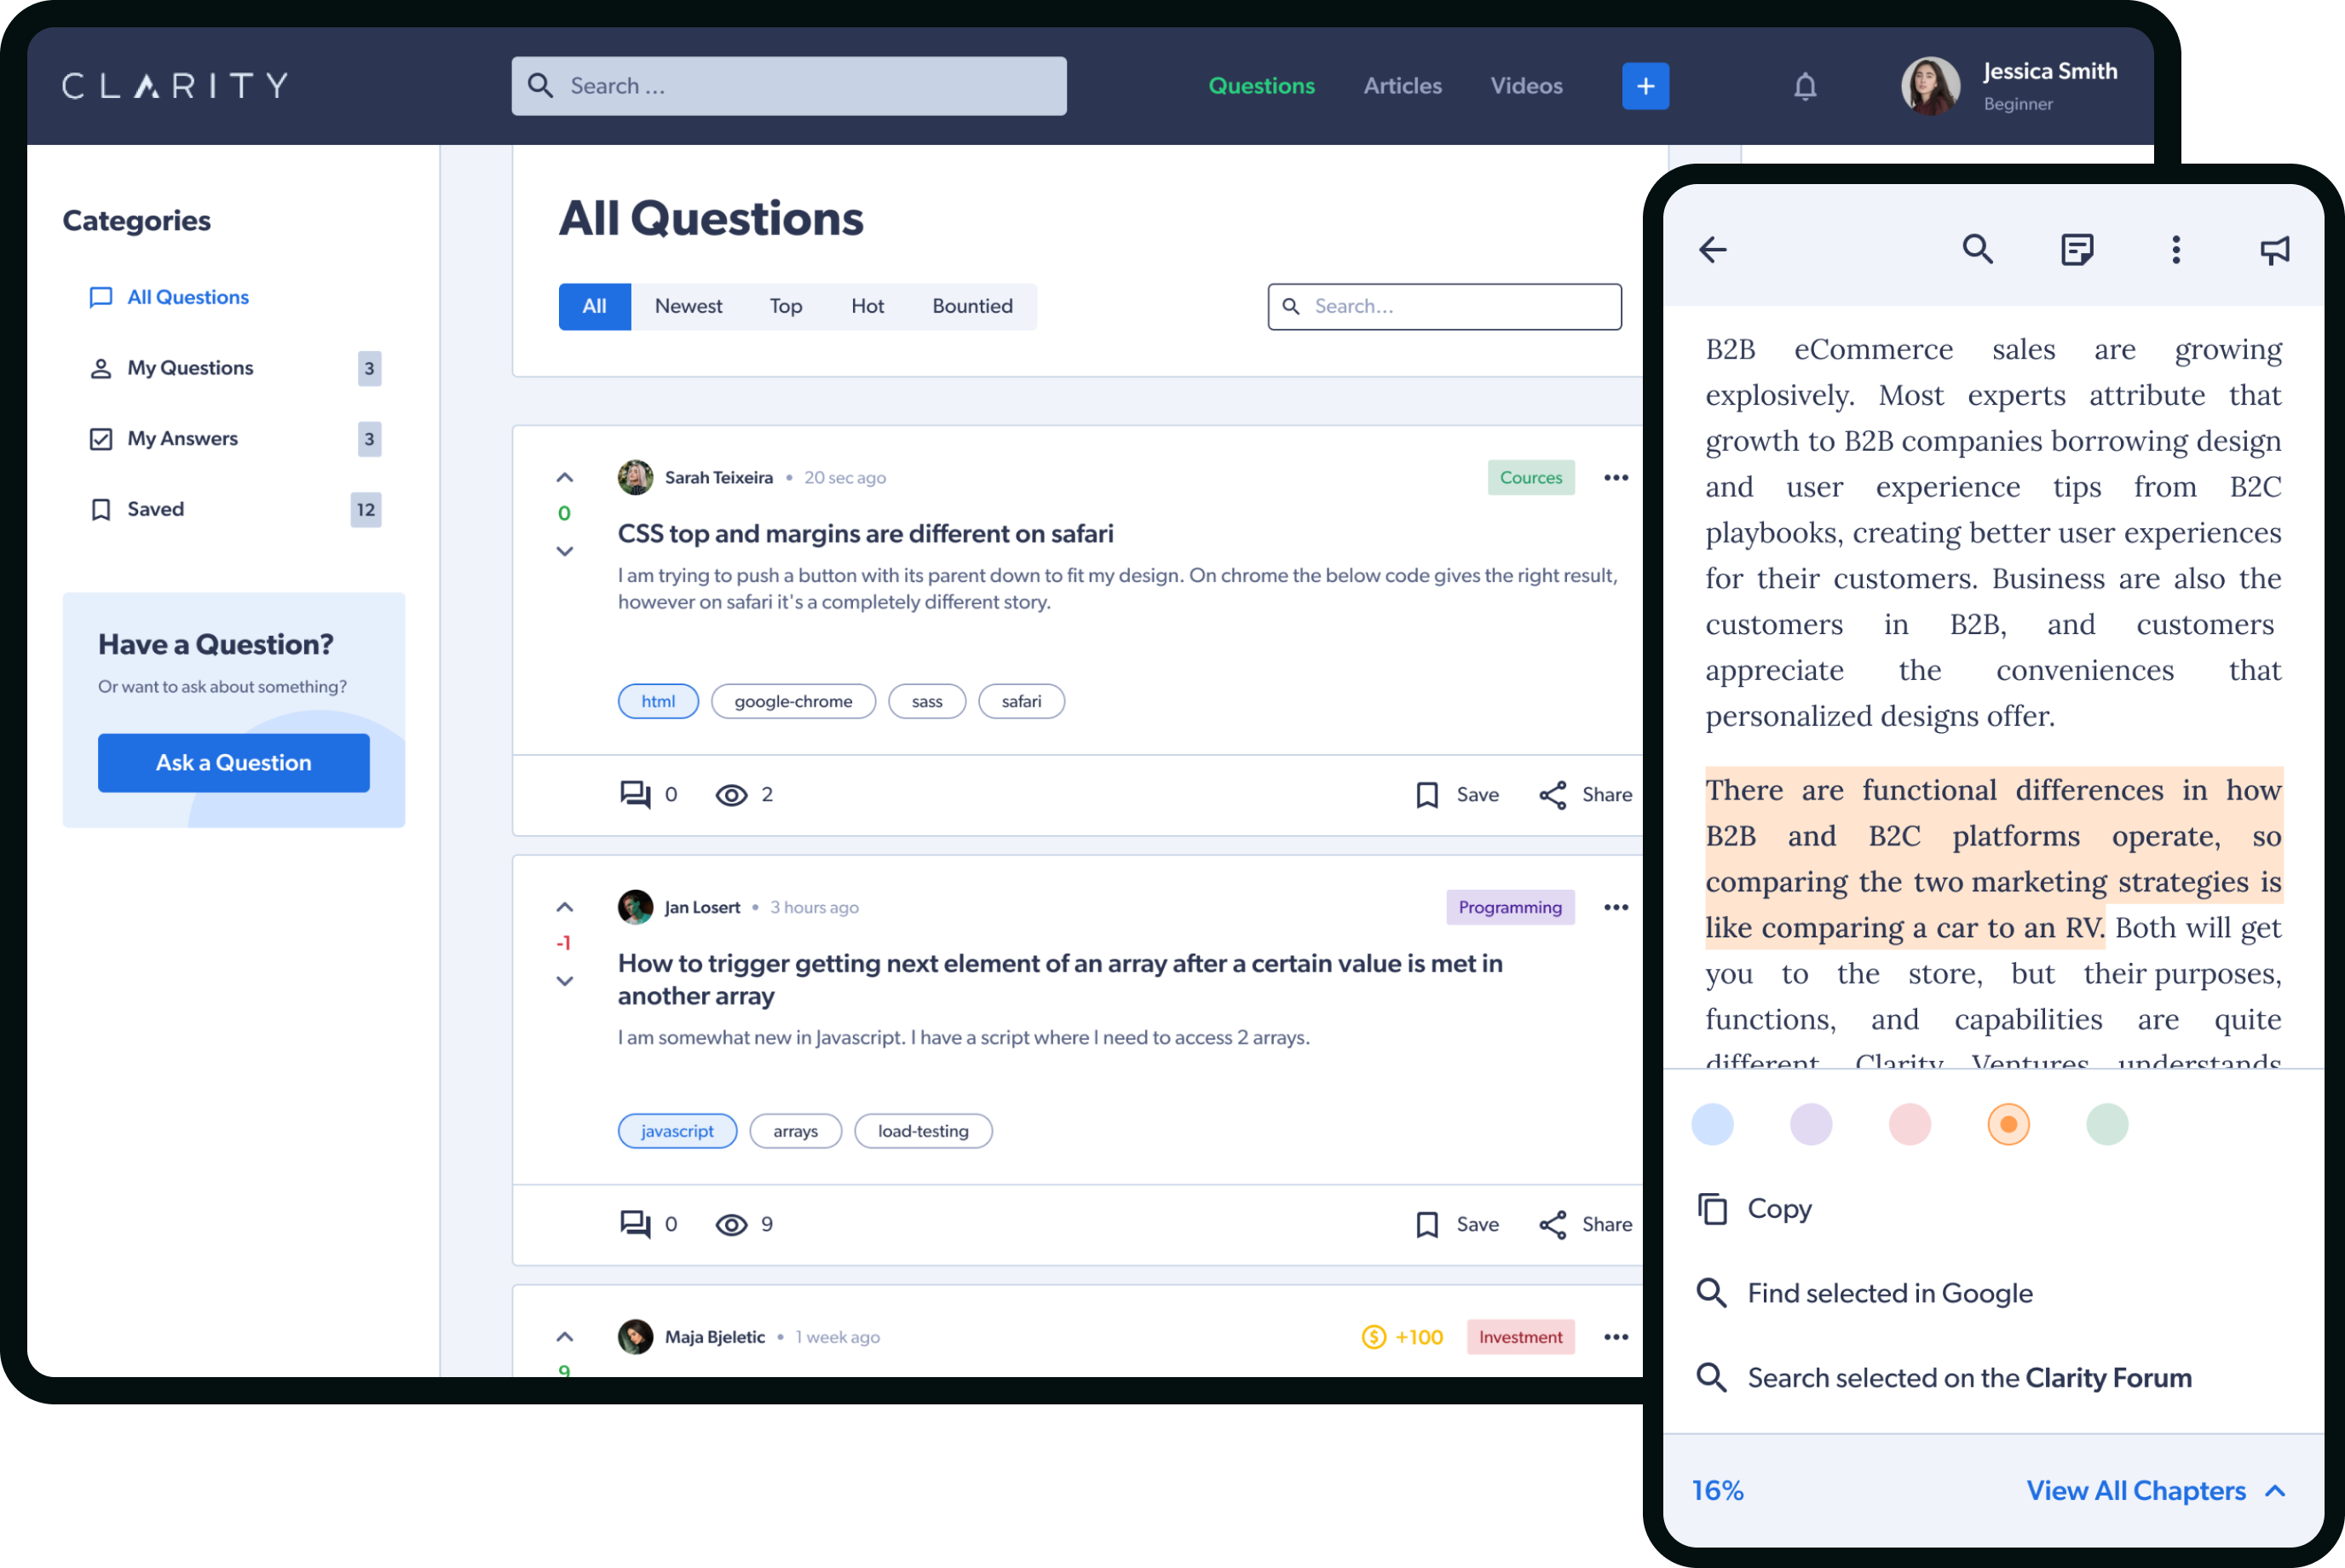 CLARITY
Search ...
Questions
Articles
Videos
Jessica Smith
Beginner
Categories
All Questions
My Questions
3
My Answers
3
Saved
12
Have a Question?
Or want to ask about something?
Ask a Question
All Questions
All
Newest
Top
Hot
Bountied
Search...
Sarah Teixeira • 20 sec ago
Cources
0
CSS top and margins are different on safari
I am trying to push a button with its parent down to fit my design. On chrome the below code gives the right result,
however on safari it's a completely different story.
html
google-chrome
sass
safari
0
2
Save
Share
Jan Losert • 3 hours ago
Programming
-1
How to trigger getting next element of an array after a certain value is met in
another array
I am somewhat new in Javascript. I have a script where I need to access 2 arrays.
javascript
arrays
load-testing
0
9
Save
Share
Maja Bjeletic • 1 week ago
+100
Investment
9
B2B eCommerce sales are growing
explosively. Most experts attribute that
growth to B2B companies borrowing design
and user experience tips from B2C
playbooks, creating better user experiences
for their customers. Business are also the
customers in B2B, and customers
appreciate the conveniences that
personalized designs offer.
There are functional differences in how
B2B and B2C platforms operate, so
comparing the two marketing strategies is
like comparing a car to an RV. Both will get
you to the store, but their purposes,
functions, and capabilities are quite
different. Clarity Ventures understands
Copy
Find selected in Google
Search selected on the Clarity Forum
16%
View All Chapters